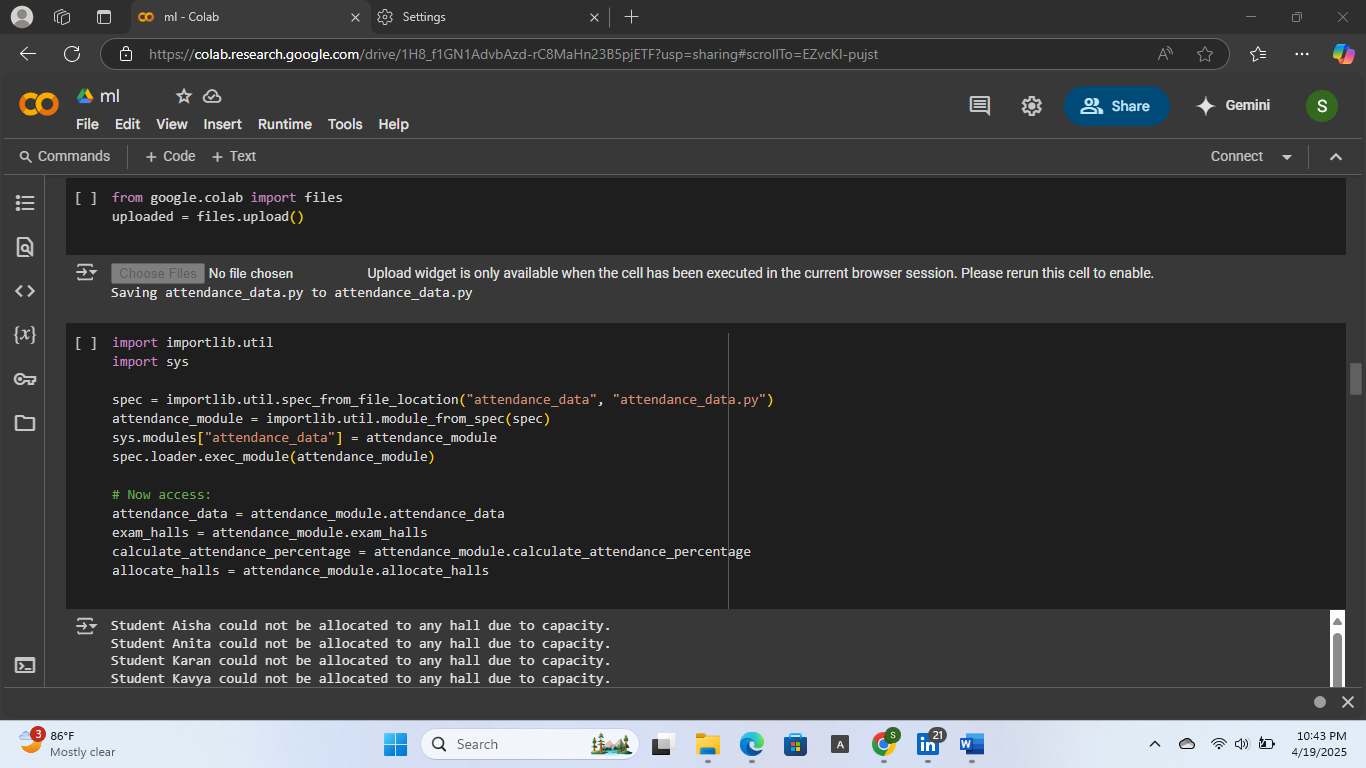 ml - Colab
Settings
https://colab.research.google.com/drive/1H8_f1GN1AdvbAzd-rC8MaHn23B5pjETF?usp=sharing#scrollTo=EZvcKI-pujst
ml
File Edit View Insert Runtime Tools Help
Share
Gemini
S
Commands + Code + Text
Connect
[ ] from google.colab import files
uploaded = files.upload()
Choose Files No file chosen Upload widget is only available when the cell has been executed in the current browser session. Please rerun this cell to enable.
Saving attendance_data.py to attendance_data.py
[ ] import importlib.util
import sys
spec = importlib.util.spec_from_file_location("attendance_data", "attendance_data.py")
attendance_module = importlib.util.module_from_spec(spec)
sys.modules["attendance_data"] = attendance_module
spec.loader.exec_module(attendance_module)
# Now access:
attendance_data = attendance_module.attendance_data
exam_halls = attendance_module.exam_halls
calculate_attendance_percentage = attendance_module.calculate_attendance_percentage
allocate_halls = attendance_module.allocate_halls
Student Aisha could not be allocated to any hall due to capacity.
Student Anita could not be allocated to any hall due to capacity.
Student Karan could not be allocated to any hall due to capacity.
Student Kavya could not be allocated to any hall due to capacity.
3
86°F
Mostly clear
Search
A
S
21
10:43 PM
4/19/2025